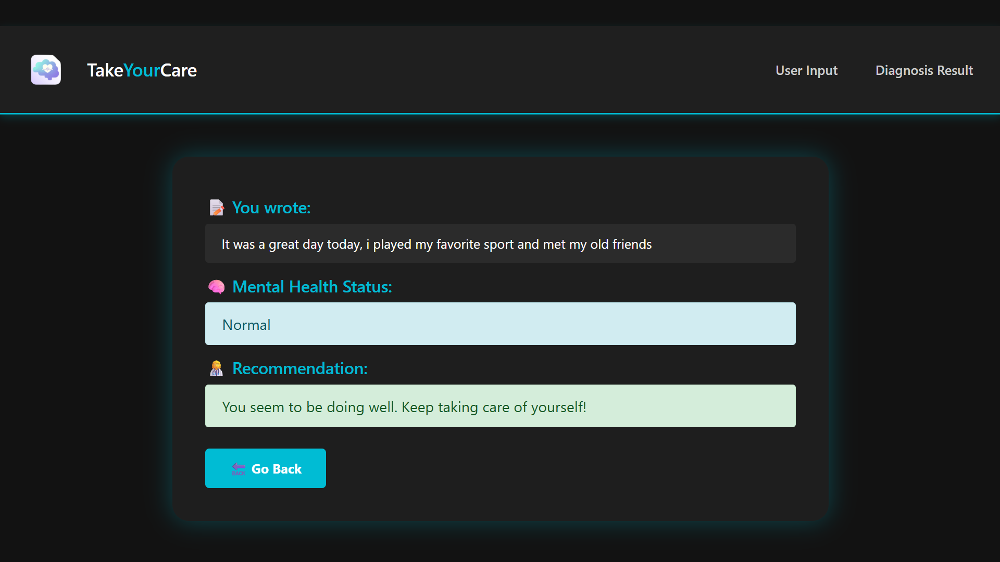 TakeYourCare
User Input
Diagnosis Result
You wrote:
It was a great day today, i played my favorite sport and met my old friends
Mental Health Status:
Normal
Recommendation:
You seem to be doing well. Keep taking care of yourself!
BACK Go Back